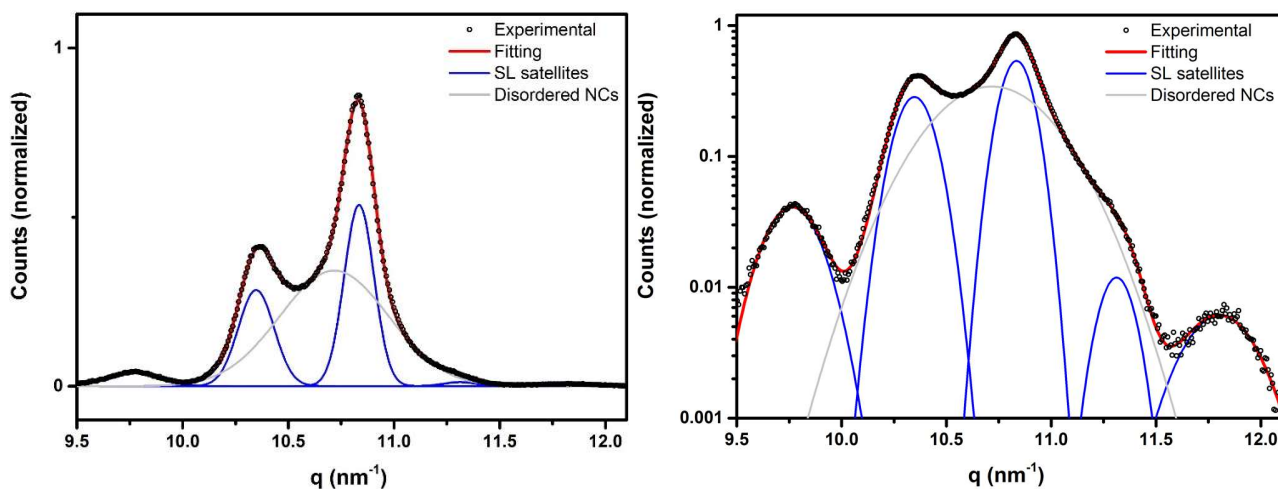 Counts (normalized)
1
0
Experimental
Fitting
SL satellites
Disordered NCs
9.5 10.0 10.5 11.0 11.5 12.0
q (nm⁻¹)
Counts (normalized)
1
0.1
0.01
0.001
Experimental
Fitting
SL satellites
Disordered NCs
9.5 10.0 10.5 11.0 11.5 12.0
q (nm⁻¹)